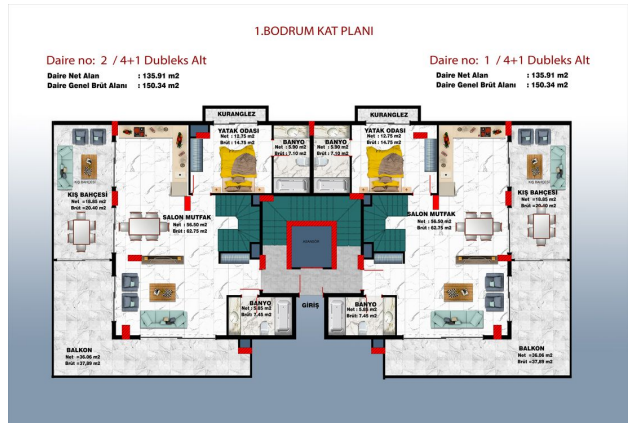 1.BODRUM KAT PLANI
Daire no: 2 / 4+1 Dubleks Alt
Daire Net Alan : 135.91 m2
Daire Genel Brüt Alanı : 150.34 m2
Daire no: 1 / 4+1 Dubleks Alt
Daire Net Alan : 135.91 m2
Daire Genel Brüt Alanı : 150.34 m2
KURANGLEZ
KURANGLEZ
YATAK ODASI
Net : 12.75 m2
Brüt : 14.75 m2
BANYO
Net : 5.90 m2
Brüt : 7.10 m2
BANYO
Net : 5.90 m2
Brüt : 7.10 m2
YATAK ODASI
Net : 12.75 m2
Brüt : 14.75 m2
KIŞ BAHÇESİ
KIŞ BAHÇESİ
Net =18.85 m2
Brüt =20.40 m2
KIŞ BAHÇESİ
KIŞ BAHÇESİ
Net =18.85 m2
Brüt =20.40 m2
SALON MUTFAK
Net : 56.50 m2
Brüt : 62.75 m2
SALON MUTFAK
Net : 56.50 m2
Brüt : 62.75 m2
ASANSÖR
GİRİŞ
BANYO
Net : 5.85 m2
Brüt: 7.45 m2
BANYO
Net : 5.85 m2
Brüt: 7.45 m2
BALKON
Net =36.06 m2
Brüt =37.89 m2
BALKON
Net =36.06 m2
Brüt =37.89 m2